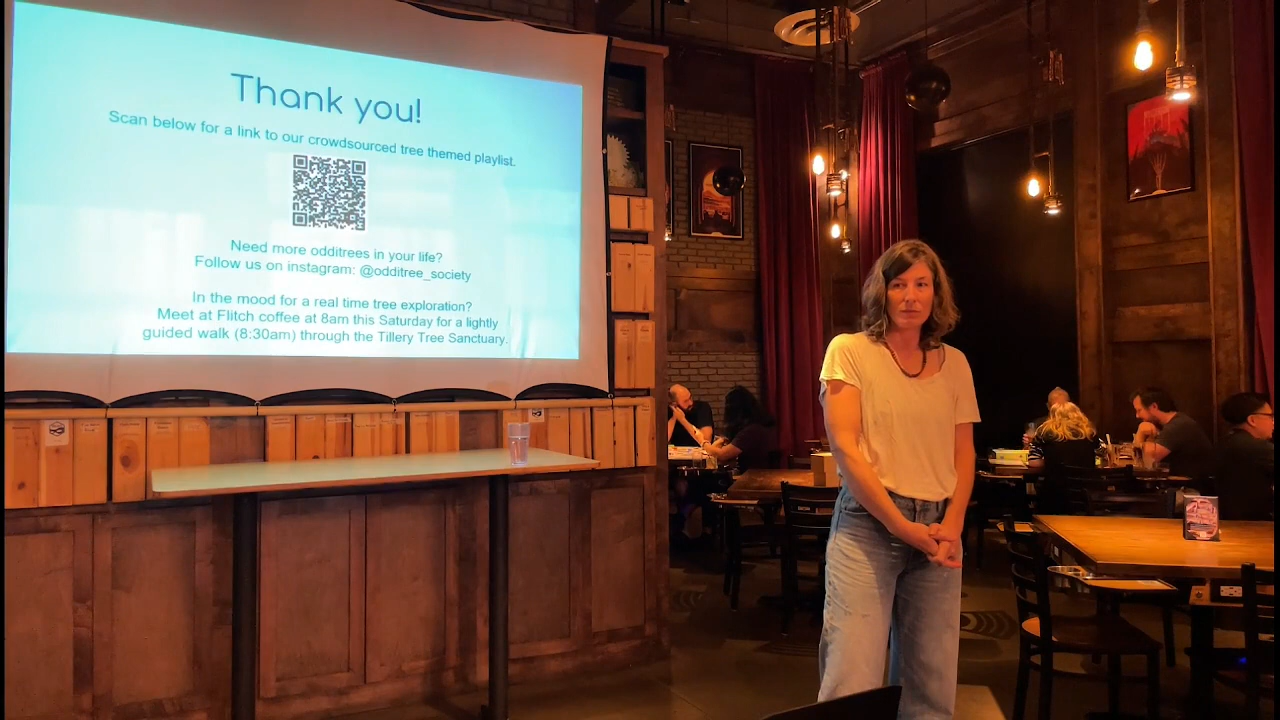 Thank you!
Scan below for a link to our crowdsourced tree themed playlist.
Need more odditrees in your life?
Follow us on instagram: @odditree_society
In the mood for a real time tree exploration?
Meet at Flitch coffee at 8am this Saturday for a lightly
guided walk (8:30am) through the Tillery Tree Sanctuary.